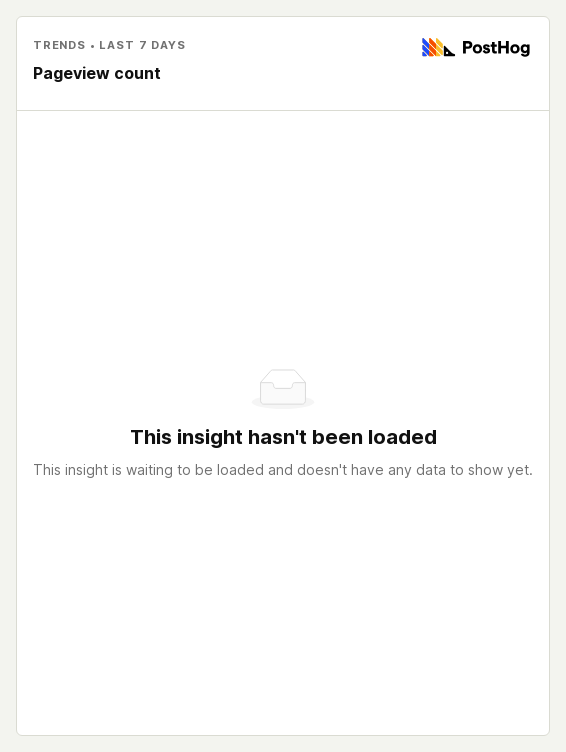 TRENDS • LAST 7 DAYS
PostHog
Pageview count
This insight hasn't been loaded
This insight is waiting to be loaded and doesn't have any data to show yet.